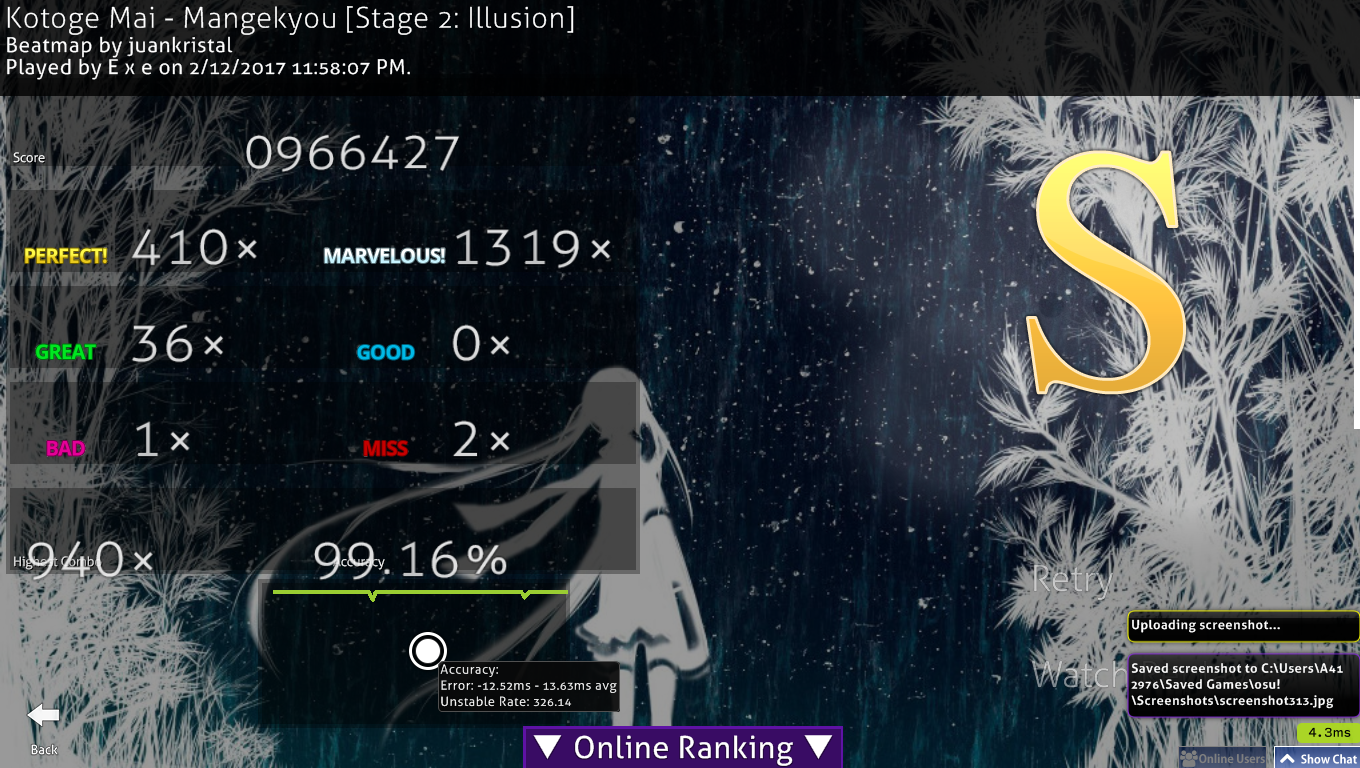 Kotoge Mai - Mangekyou [Stage 2: Illusion]
Beatmap by juankristal
Played by E x e on 2/12/2017 11:58:07 PM.
Score 0966427
PERFECT! 410× MARVELOUS! 1319×
GREAT 36× GOOD 0×
BAD 1× MISS 2×
Highest Combo 940× Accuracy 99.16%
S
Retry
Uploading screenshot...
Watch
Saved screenshot to C:\Users\A41
2976\Saved Games\osu!
\Screenshots\screenshot313.jpg
Accuracy:
Error: -12.52ms - 13.63ms avg
Unstable Rate: 326.14
4.3ms
Back
▼ Online Ranking ▼
Online Users
Show Chat